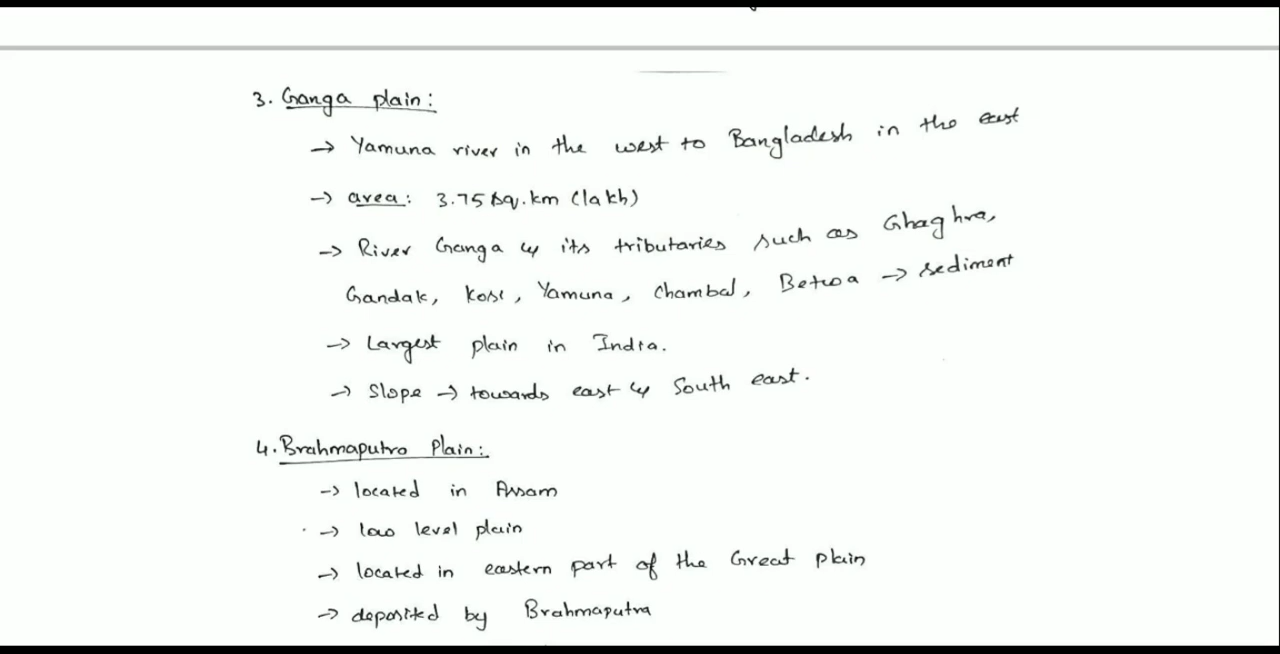 3. Ganga plain:
→ Yamuna river in the west to Bangladesh in the east
→ area: 3.75 sq.km (lakh)
→ River Ganga & its tributaries such as Ghaghra,
Gandak, Kosi, Yamuna, Chambal, Betwa → sediment
→ Largest plain in India.
→ Slope → towards east & South east.
4. Brahmaputra Plain:
→ located in Assam
→ low level plain
→ located in eastern part of the Great plain
→ deposited by Brahmaputra